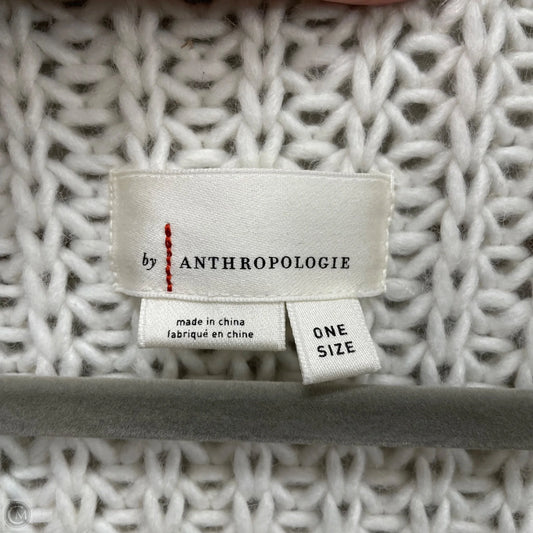 by ANTHROPOLOGIE
made in china
fabriqué en chine
ONE
SIZE